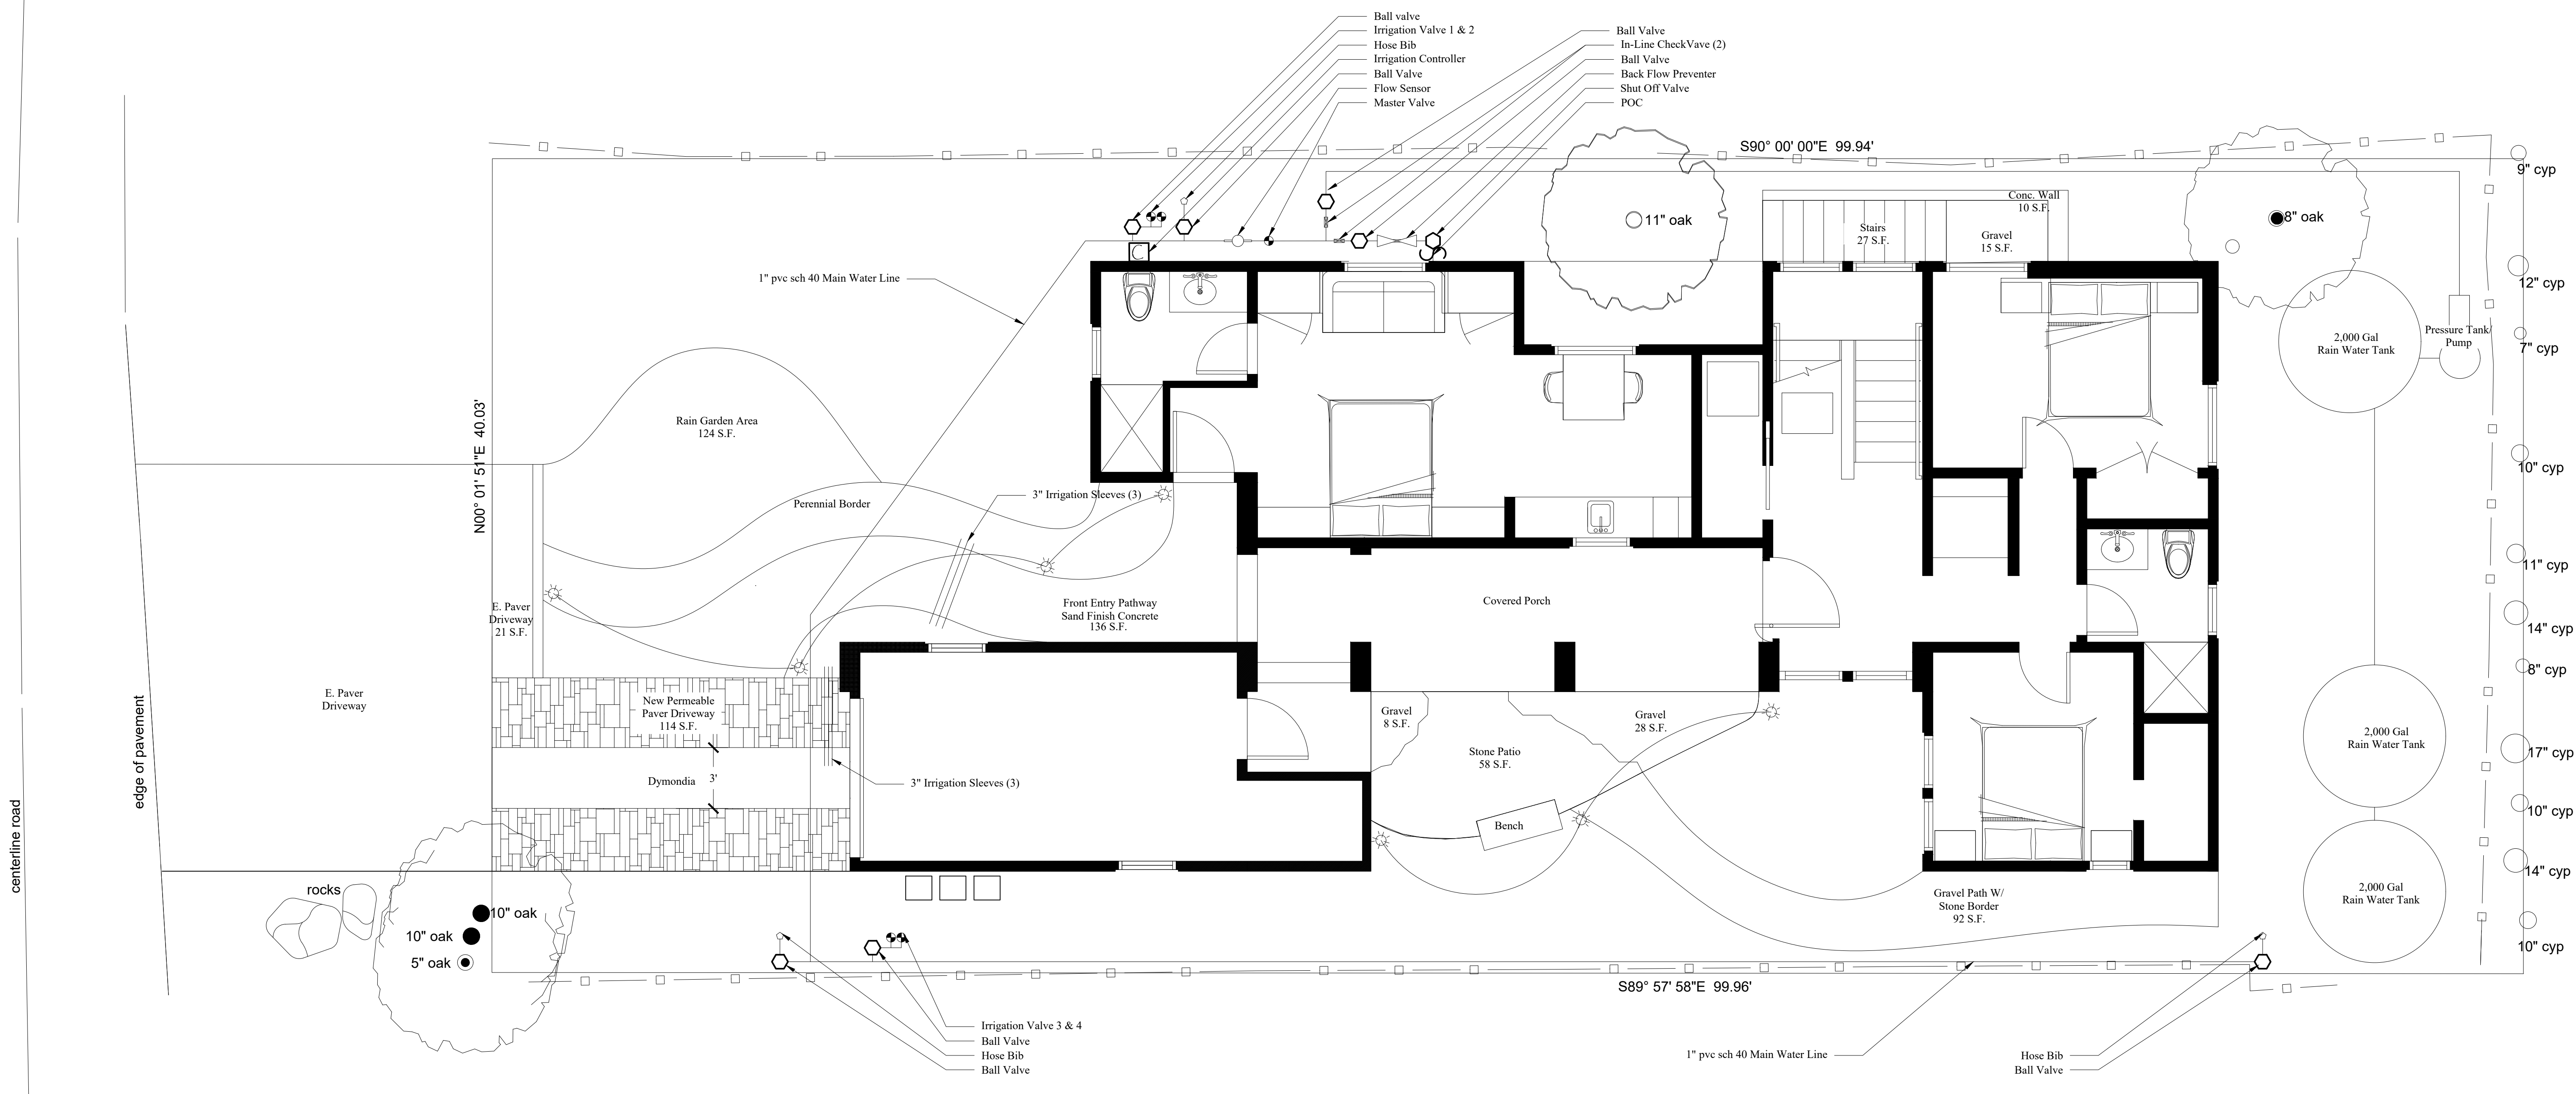 Ball valve
Irrigation Valve 1 & 2
Hose Bib
Irrigation Controller
Ball Valve
Flow Sensor
Master Valve
Ball Valve
In-Line CheckVave (2)
Ball Valve
Back Flow Preventer
Shut Off Valve
POC
S90° 00' 00"E 99.94'
9" cyp
Conc. Wall
10 S.F.
11" oak
8" oak
Stairs
27 S.F.
Gravel
15 S.F.
C
1" pvc sch 40 Main Water Line
12" cyp
2,000 Gal
Rain Water Tank
Pressure Tank/
Pump
7" cyp
N00° 01' 51"E 40.03'
Rain Garden Area
124 S.F.
10" cyp
3" Irrigation Sleeves (3)
Perennial Border
11" cyp
E. Paver
Driveway
21 S.F.
Front Entry Pathway
Sand Finish Concrete
136 S.F.
Covered Porch
14" cyp
8" cyp
E. Paver
Driveway
New Permeable
Paver Driveway
114 S.F.
Gravel
8 S.F.
Gravel
28 S.F.
Stone Patio
58 S.F.
2,000 Gal
Rain Water Tank
17" cyp
edge of pavement
Dymondia
3'
3" Irrigation Sleeves (3)
centerline road
Bench
10" cyp
14" cyp
rocks
10" oak
10" oak
5" oak
Gravel Path W/
Stone Border
92 S.F.
2,000 Gal
Rain Water Tank
10" cyp
S89° 57' 58"E 99.96'
Irrigation Valve 3 & 4
Ball Valve
Hose Bib
Ball Valve
1" pvc sch 40 Main Water Line
Hose Bib
Ball Valve